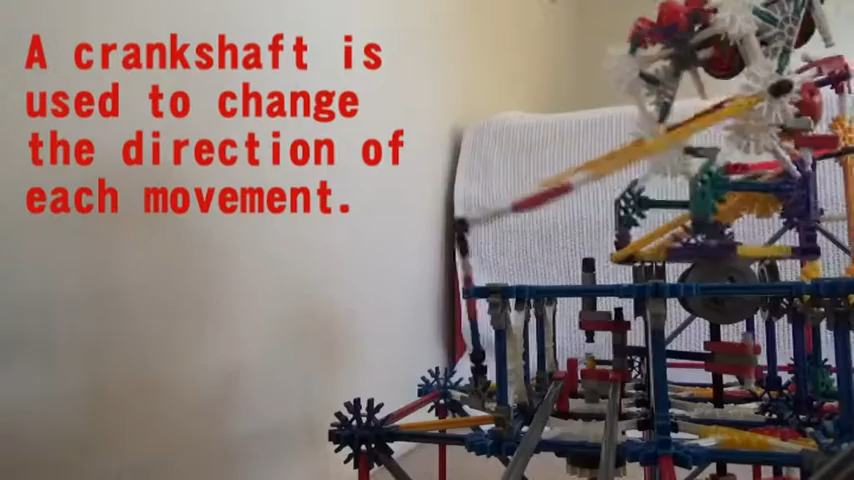 A crankshaft is
used to change
the direction of
each movement.